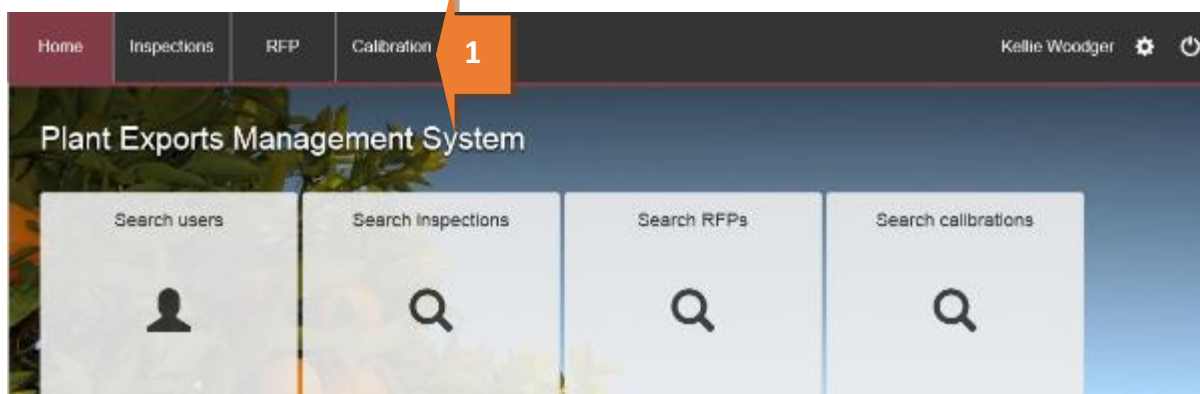 Home Inspections RFP Calibration 1 Kellie Woodger
Plant Exports Management System
Search users Search inspections Search RFPs Search calibrations